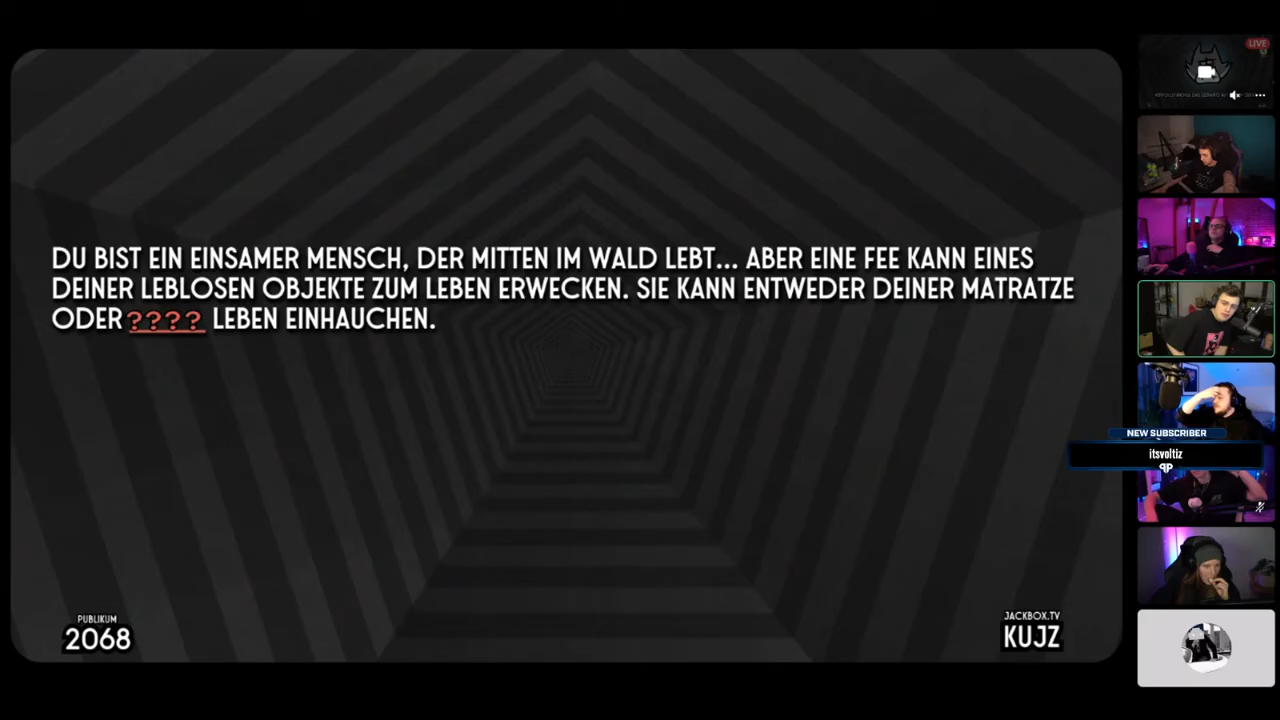 LIVE
DU BIST EIN EINSAMER MENSCH, DER MITTEN IM WALD LEBT... ABER EINE FEE KANN EINES
DEINER LEBLOSEN OBJEKTE ZUM LEBEN ERWECKEN. SIE KANN ENTWEDER DEINER MATRATZE
ODER ???? LEBEN EINHAUCHEN.
NEW SUBSCRIBER
itsvoltiz
PUBLIKUM
2068
JACKBOX.TV
KUJZ